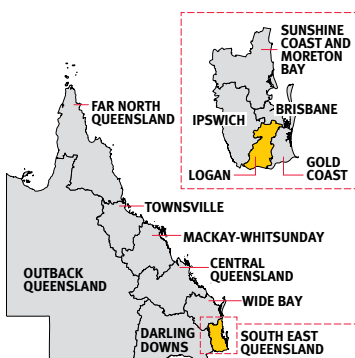 SUNSHINE
COAST AND
MORETON
BAY
BRISBANE
IPSWICH
LOGAN
GOLD
COAST
FAR NORTH
QUEENSLAND
TOWNSVILLE
MACKAY-WHITSUNDAY
CENTRAL
QUEENSLAND
OUTBACK
QUEENSLAND
WIDE BAY
DARLING
DOWNS
SOUTH EAST
QUEENSLAND